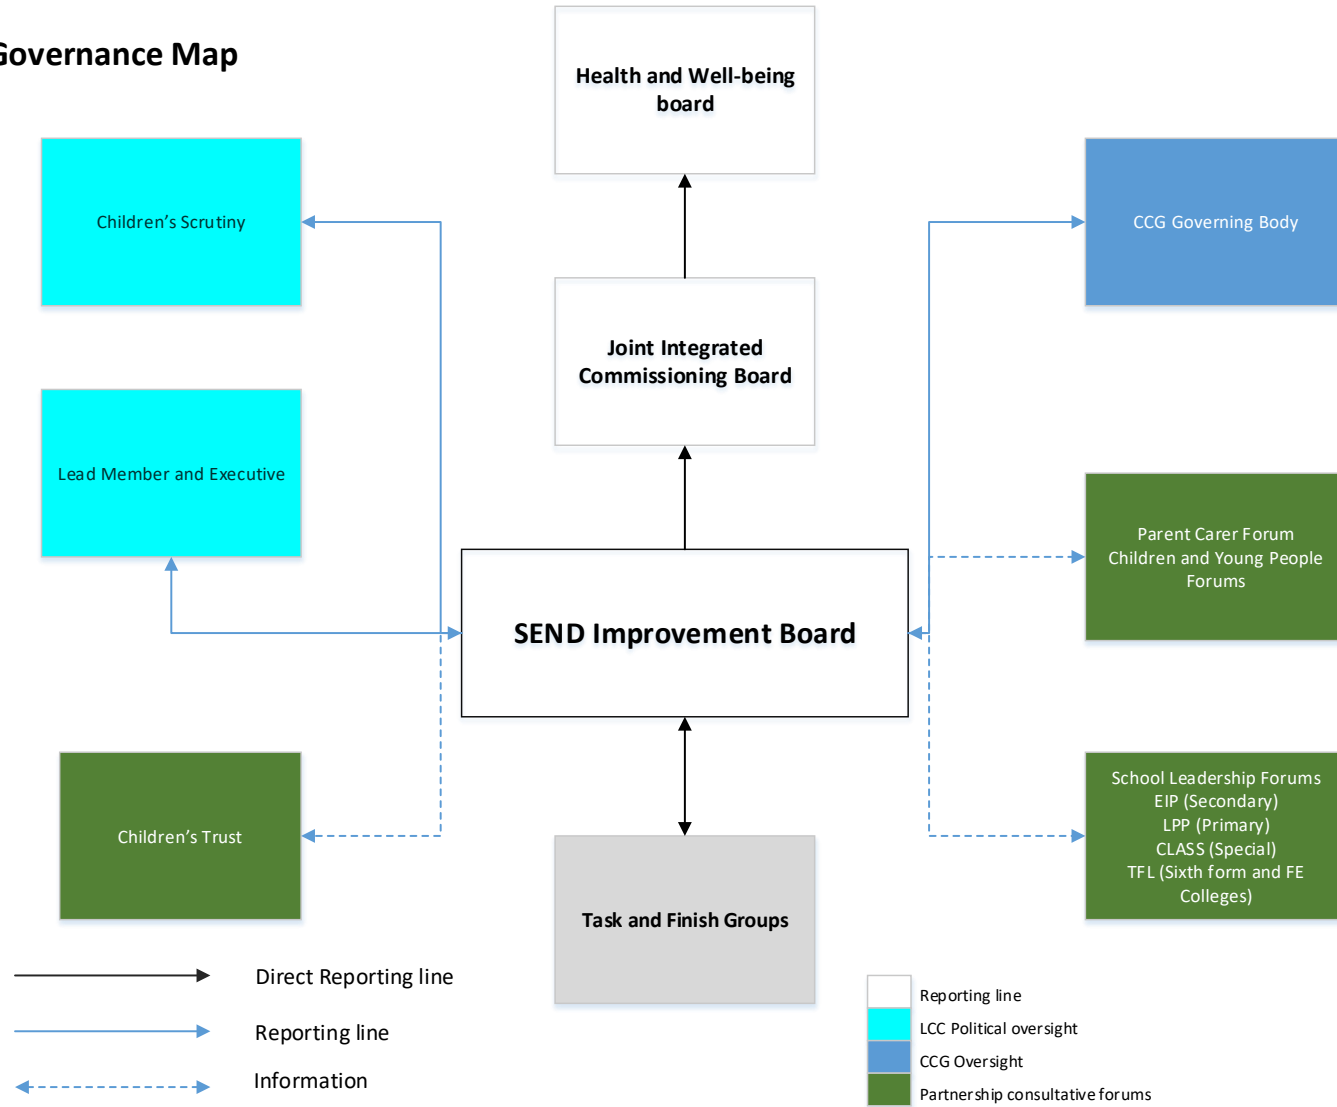 Governance Map
Health and Well-being
board
Children's Scrutiny
CCG Governing Body
Joint Integrated
Commissioning Board
Lead Member and Executive
Parent Carer Forum
Children and Young People
Forums
SEND Improvement Board
Children's Trust
School Leadership Forums
EIP (Secondary)
LPP (Primary)
CLASS (Special)
TFL (Sixth form and FE
Colleges)
Task and Finish Groups
Direct Reporting line
Reporting line
Information
Reporting line
LCC Political oversight
CCG Oversight
Partnership consultative forums